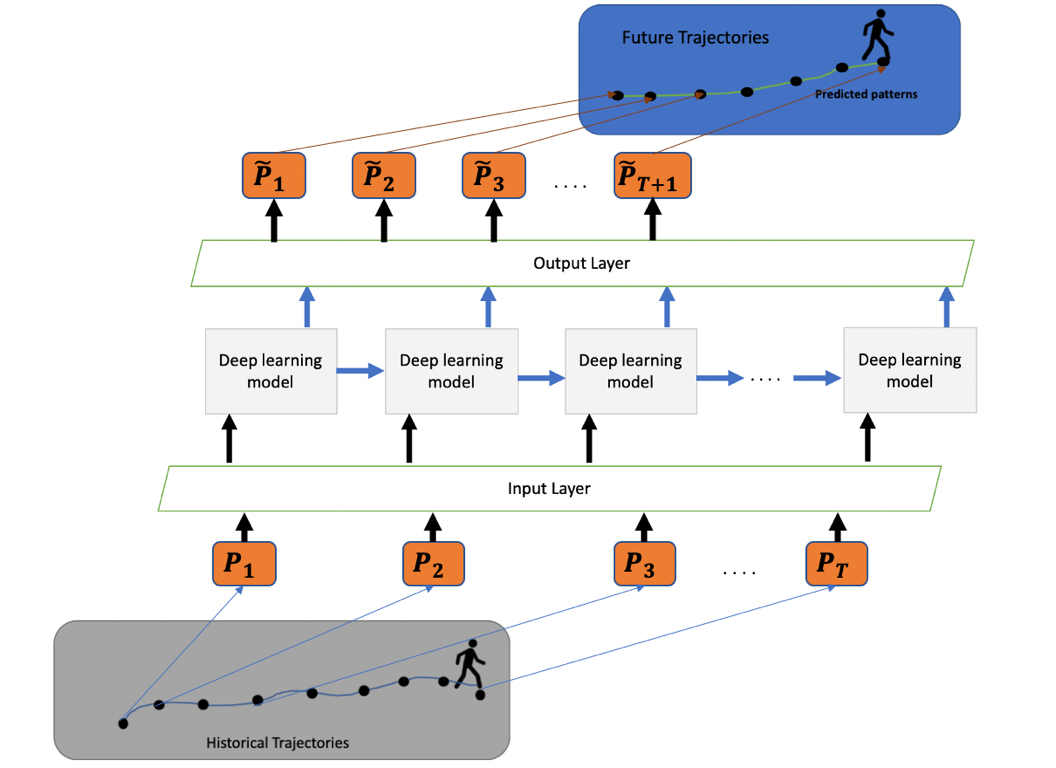 Future Trajectories
Predicted patterns
P̃1 P̃2 P̃3 .... P̃T+1
Output Layer
Deep learning model
Deep learning model
Deep learning model
....
Deep learning model
Input Layer
P1 P2 P3 .... PT
Historical Trajectories